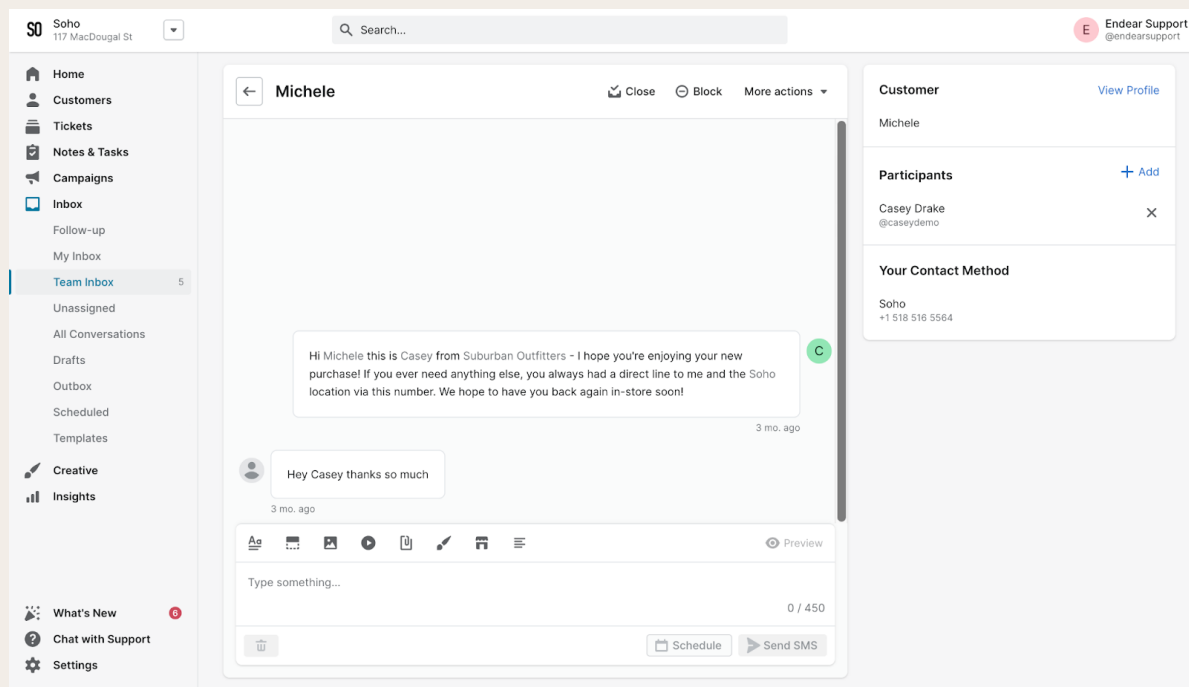 SO
Soho
117 MacDougal St
Search...
E
Endear Support
@endearsupport
Home
Customers
Tickets
Notes & Tasks
Campaigns
Inbox
Follow-up
My Inbox
Team Inbox 5
Unassigned
All Conversations
Drafts
Outbox
Scheduled
Templates
Creative
Insights
What's New 6
Chat with Support
Settings
Michele
Close
Block
More actions
Hi Michele this is Casey from Suburban Outfitters - I hope you're enjoying your new
purchase! If you ever need anything else, you always had a direct line to me and the Soho
location via this number. We hope to have you back again in-store soon!
C
3 mo. ago
Hey Casey thanks so much
3 mo. ago
Ag
Preview
Type something...
0 / 450
Schedule
Send SMS
Customer
View Profile
Michele
Participants
+ Add
Casey Drake
@caseydemo
Your Contact Method
Soho
+1 518 516 5564